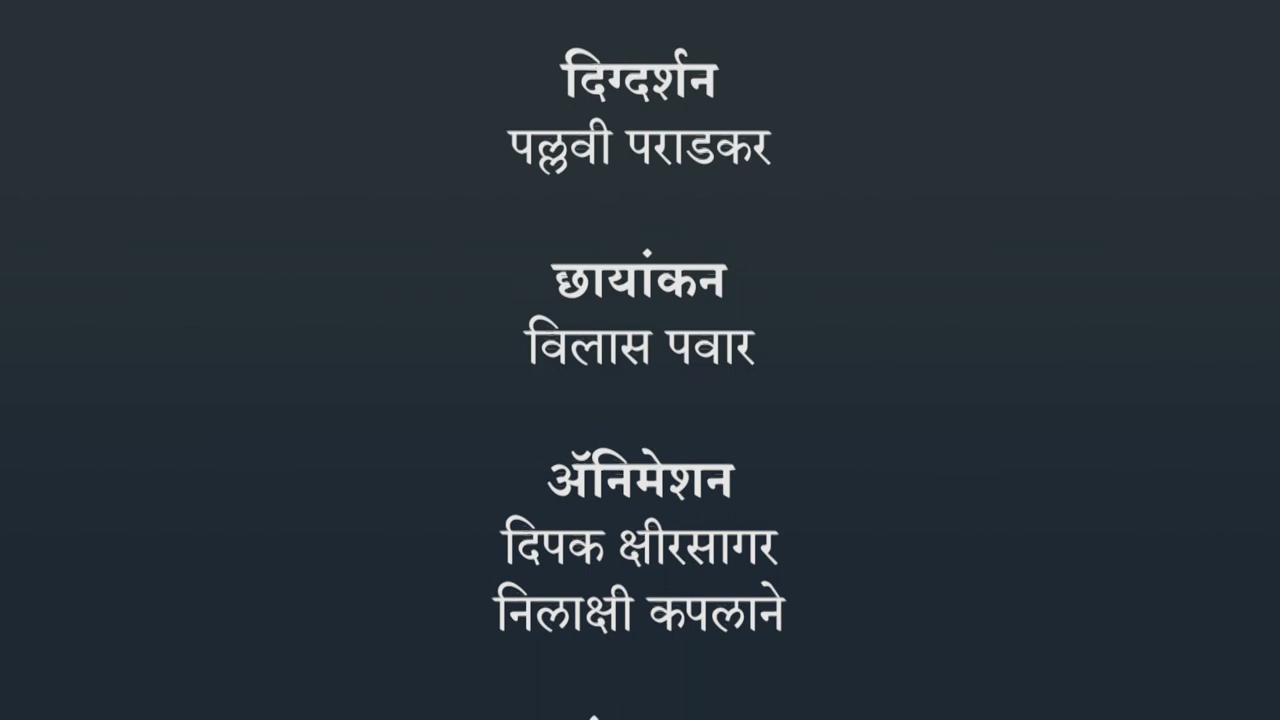 दिग्दर्शन
पल्लवी पराडकर
छायांकन
विलास पवार
ॲनिमेशन
दिपक क्षीरसागर
निलाक्षी कपलाने